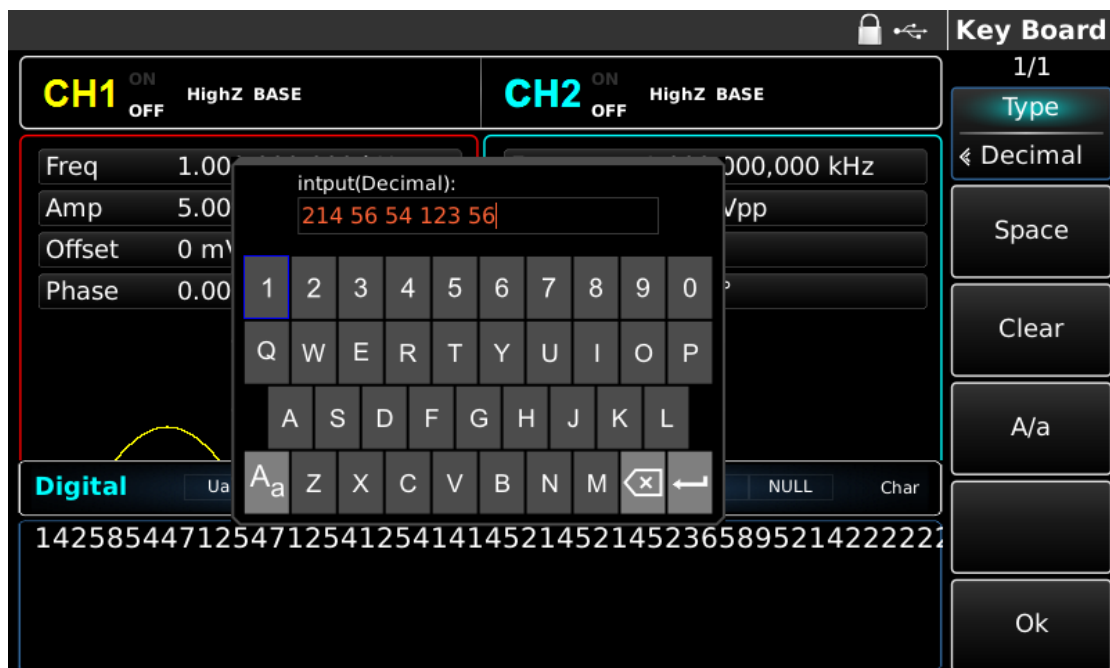 Key Board
1/1
CH1 ON OFF HighZ BASE
CH2 ON OFF HighZ BASE
Type
Decimal
Freq 1.00
000,000 kHz
Amp 5.00
Vpp
Offset 0 m
Phase 0.00
°
intput(Decimal):
214 56 54 123 56
1 2 3 4 5 6 7 8 9 0
Q W E R T Y U I O P
A S D F G H J K L
Aa Z X C V B N M
Space
Clear
A/a
Digital Ua NULL Char
Ok